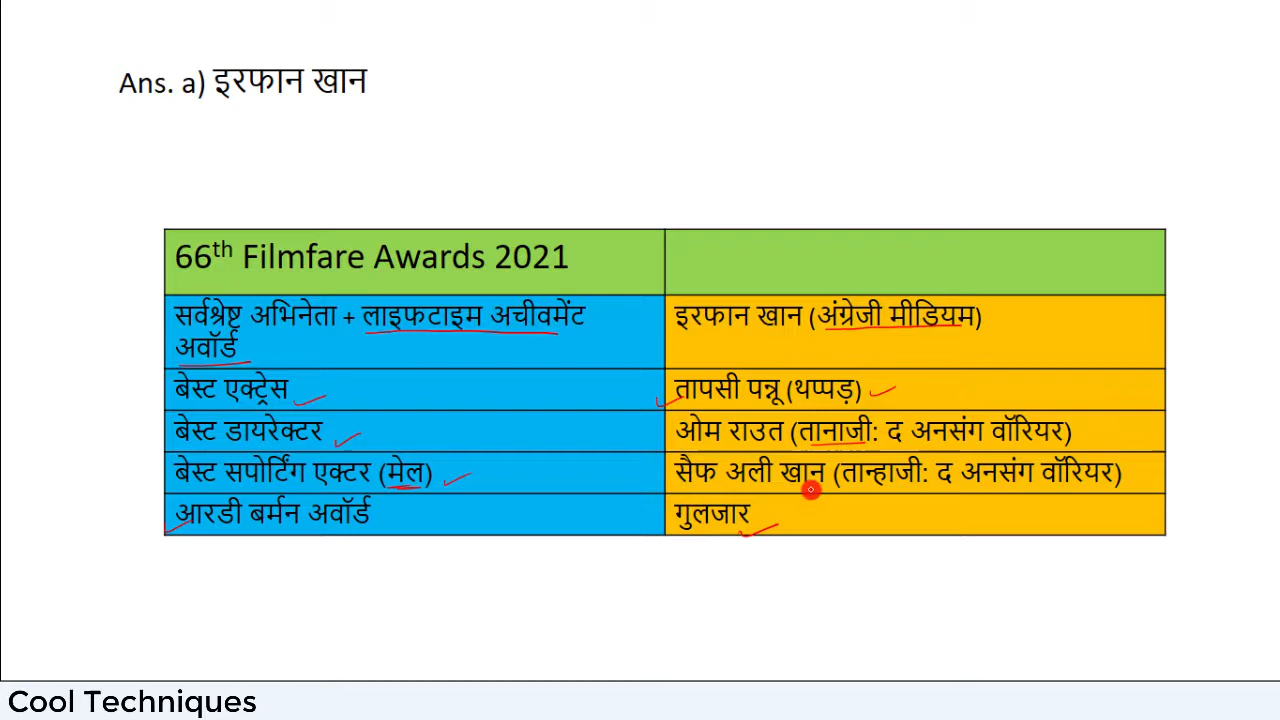 Ans. a) इरफान खान
66th Filmfare Awards 2021
सर्वश्रेष्ट अभिनेता + लाइफटाइम अचीवमेंट
अवॉर्ड
इरफान खान (अंग्रेजी मीडियम)
बेस्ट एक्ट्रेस
तापसी पन्नू (थप्पड़)
बेस्ट डायरेक्टर
ओम राउत (तानाजी: द अनसंग वॉरियर)
बेस्ट सपोर्टिंग एक्टर (मेल)
सैफ अली खान (तान्हाजी: द अनसंग वॉरियर)
आरडी बर्मन अवॉर्ड
गुलजार
Cool Techniques